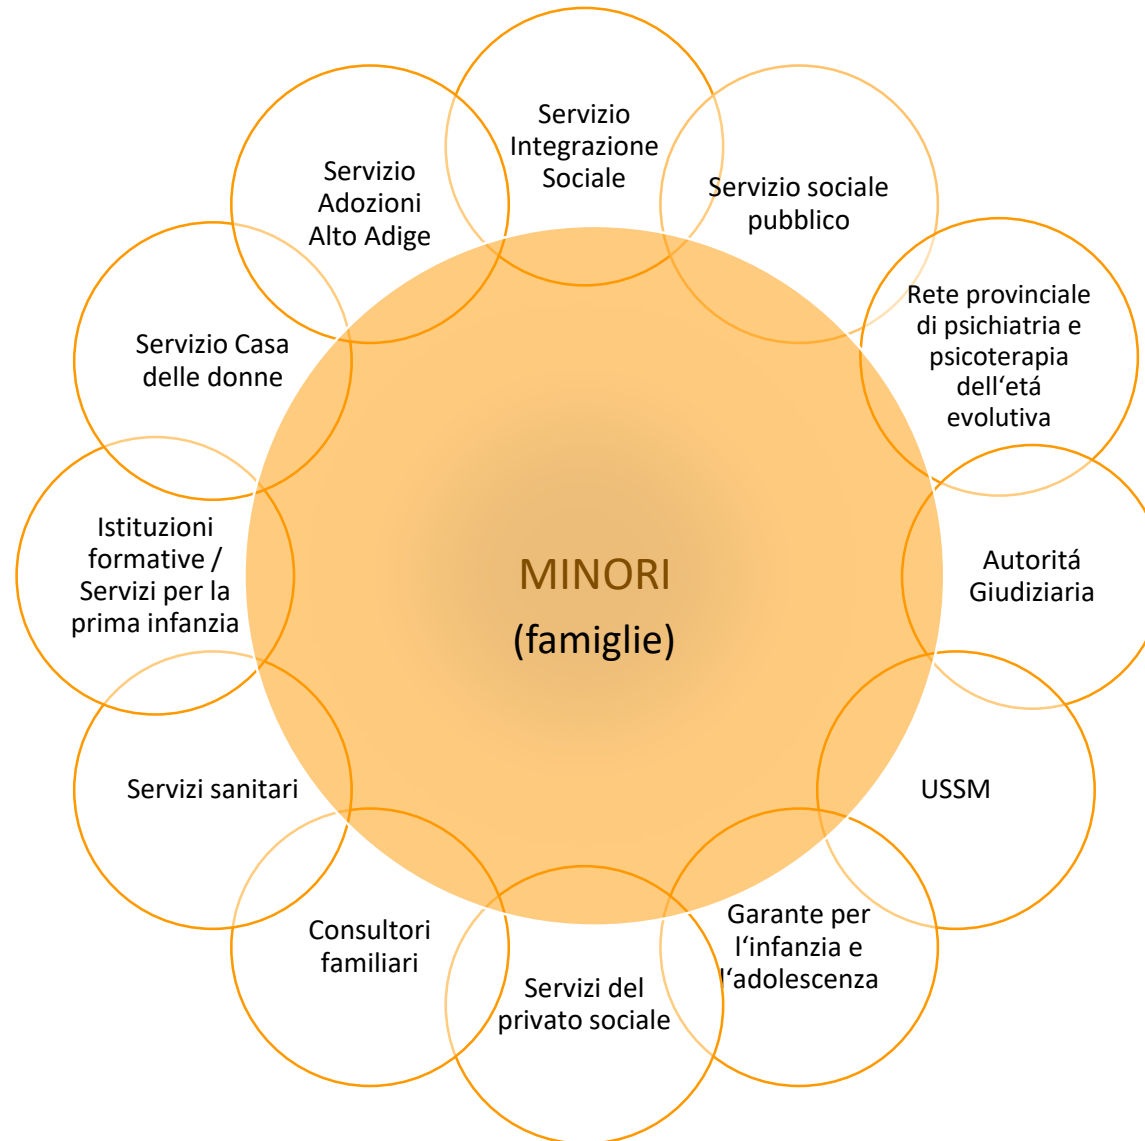 Servizio
Integrazione
Sociale
Servizio sociale
pubblico
Rete provinciale
di psichiatria e
psicoterapia
dell‘etá
evolutiva
Autoritá
Giudiziaria
USSM
Garante per
l‘infanzia e
l‘adolescenza
Servizi del
privato sociale
Consultori
familiari
Servizi sanitari
Istituzioni
formative /
Servizi per la
prima infanzia
Servizio Casa
delle donne
Servizio
Adozioni
Alto Adige
MINORI
(famiglie)